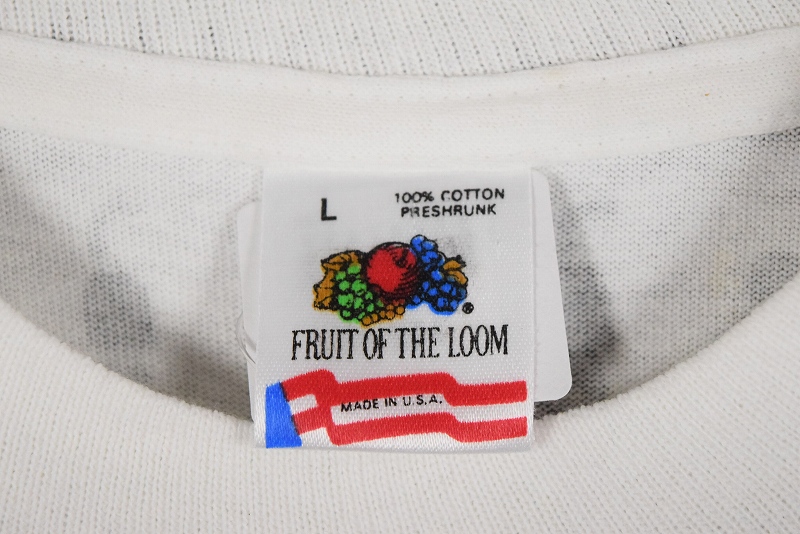 L
100% COTTON
PRESHRUNK
®
FRUIT OF THE LOOM
MADE IN U.S.A.